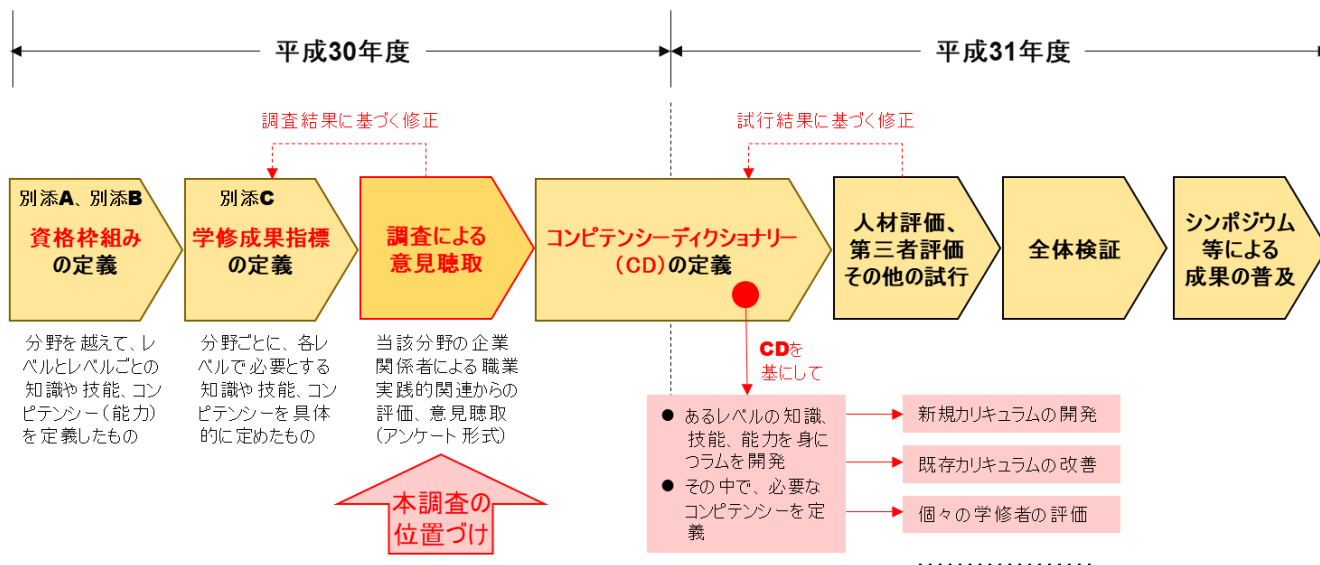 平成30年度
平成31年度
調査結果に基づく修正
試行結果に基づく修正
別添A、別添B
資格枠組み
の定義
別添C
学修成果指標
の定義
調査による
意見聴取
コンピテンシーディクショナリー
(CD)の定義
人材評価、
第三者評価
その他の試行
全体検証
シンポジウム
等による
成果の普及
分野を越えて、レ
ベルとレベルごとの
知識や技能、コン
ピテンシー(能力)
を定義したもの
分野ごとに、各レ
ベルで必要とする
知識や技能、コン
ピテンシーを具体
的に定めたもの
当該分野の企業
関係者による職業
実践的関連からの
評価、意見聴取
(アンケート形式)
本調査の
位置づけ
CDを
基にして
● あるレベルの知識、
技能、能力を身に
つラムを開発
● その中で、必要な
コンピテンシーを定
義
新規カリキュラムの開発
既存カリキュラムの改善
個々の学修者の評価
…………………